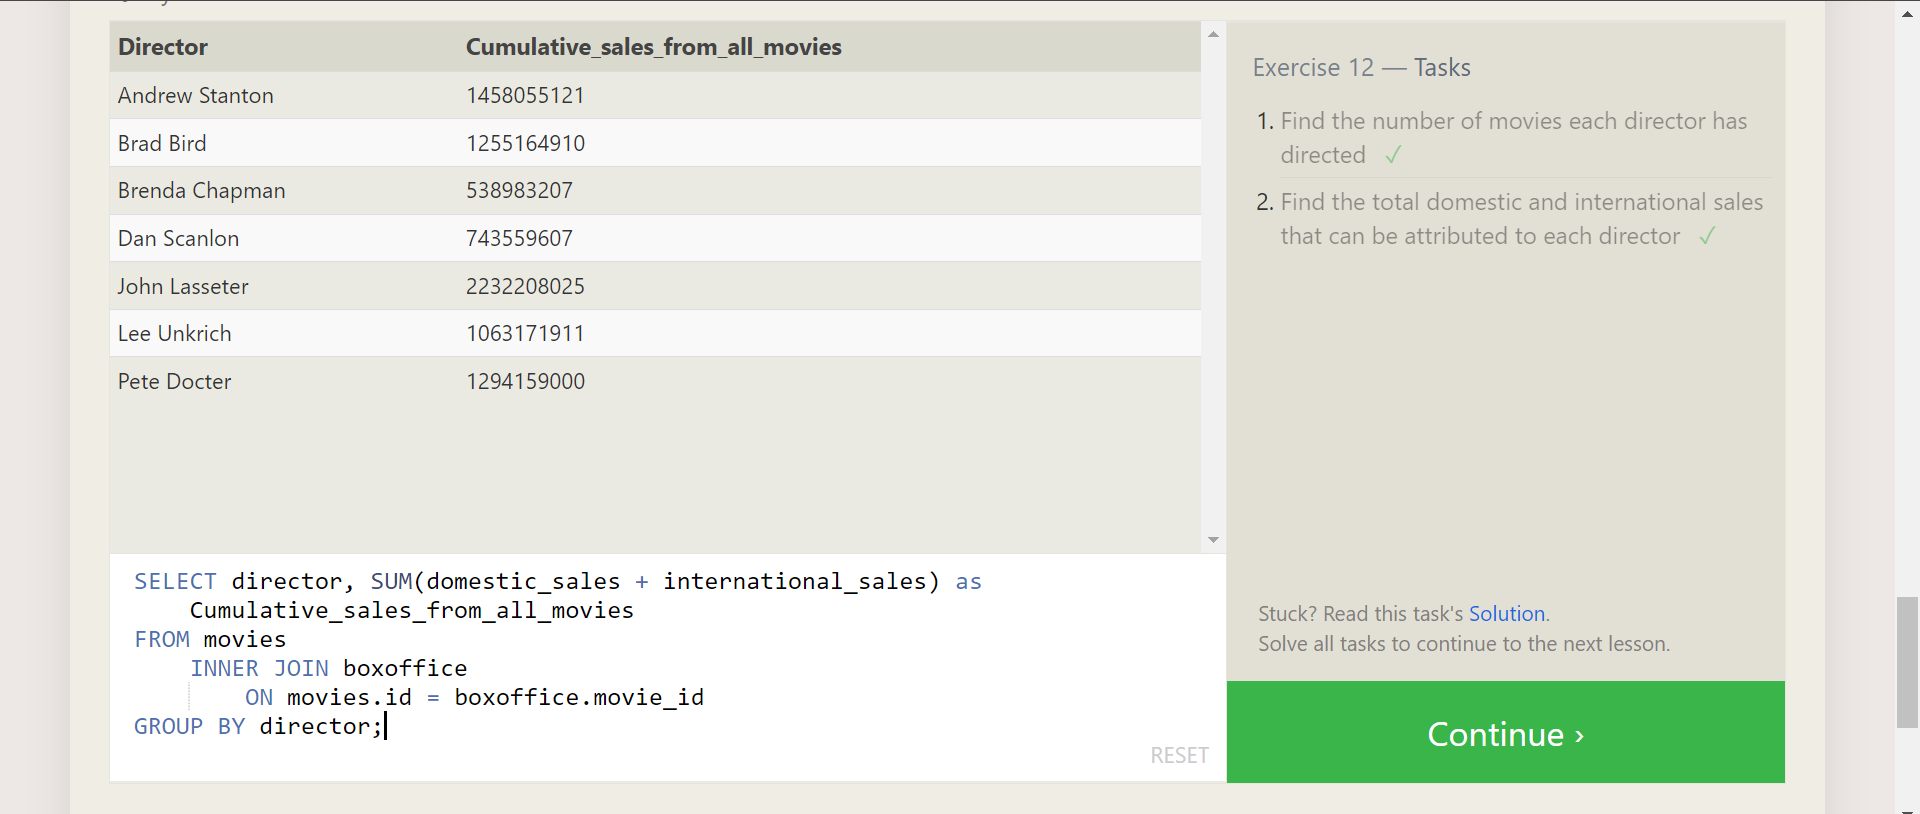 Director Cumulative_sales_from_all_movies
Andrew Stanton 1458055121
Brad Bird 1255164910
Brenda Chapman 538983207
Dan Scanlon 743559607
John Lasseter 2232208025
Lee Unkrich 1063171911
Pete Docter 1294159000
SELECT director, SUM(domestic_sales + international_sales) as
Cumulative_sales_from_all_movies
FROM movies
INNER JOIN boxoffice
ON movies.id = boxoffice.movie_id
GROUP BY director;
RESET
Exercise 12 — Tasks
1. Find the number of movies each director has
directed ✓
2. Find the total domestic and international sales
that can be attributed to each director ✓
Stuck? Read this task's Solution.
Solve all tasks to continue to the next lesson.
Continue ›